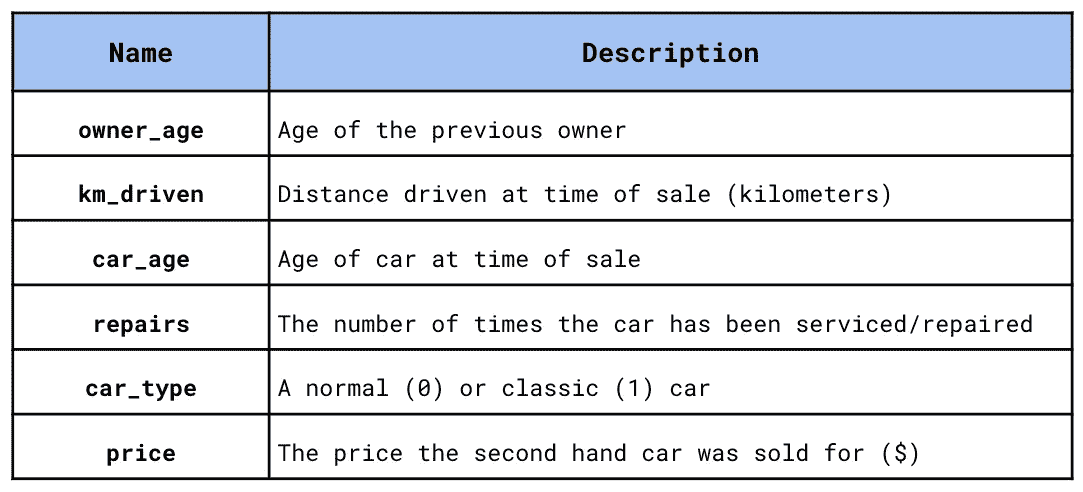 Name Description
owner_age Age of the previous owner
km_driven Distance driven at time of sale (kilometers)
car_age Age of car at time of sale
repairs The number of times the car has been serviced/repaired
car_type A normal (0) or classic (1) car
price The price the second hand car was sold for ($)